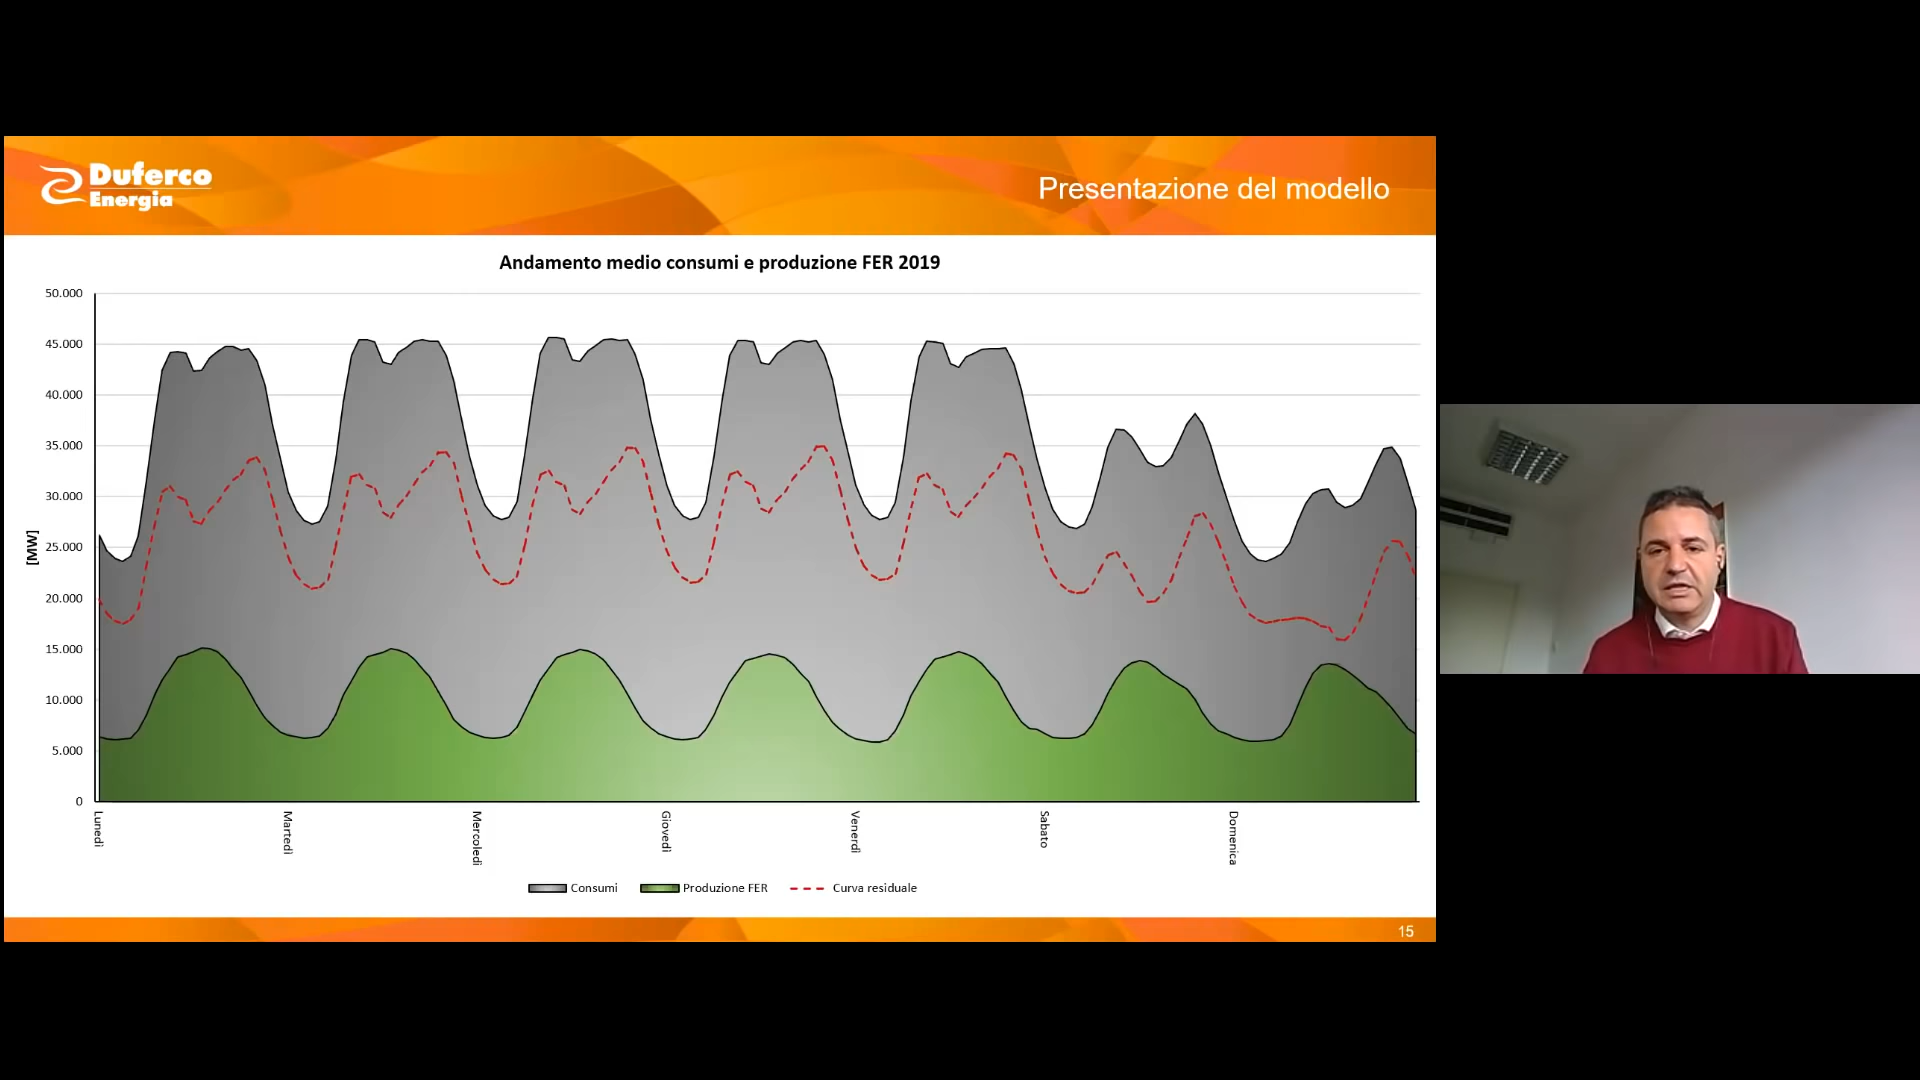 Duferco
Energia
Presentazione del modello
Andamento medio consumi e produzione FER 2019
50.000
45.000
40.000
35.000
30.000
25.000
20.000
15.000
10.000
5.000
0
[MW]
Lunedì
Martedì
Mercoledì
Giovedì
Venerdì
Sabato
Domenica
Consumi
Produzione FER
Curva residuale
15